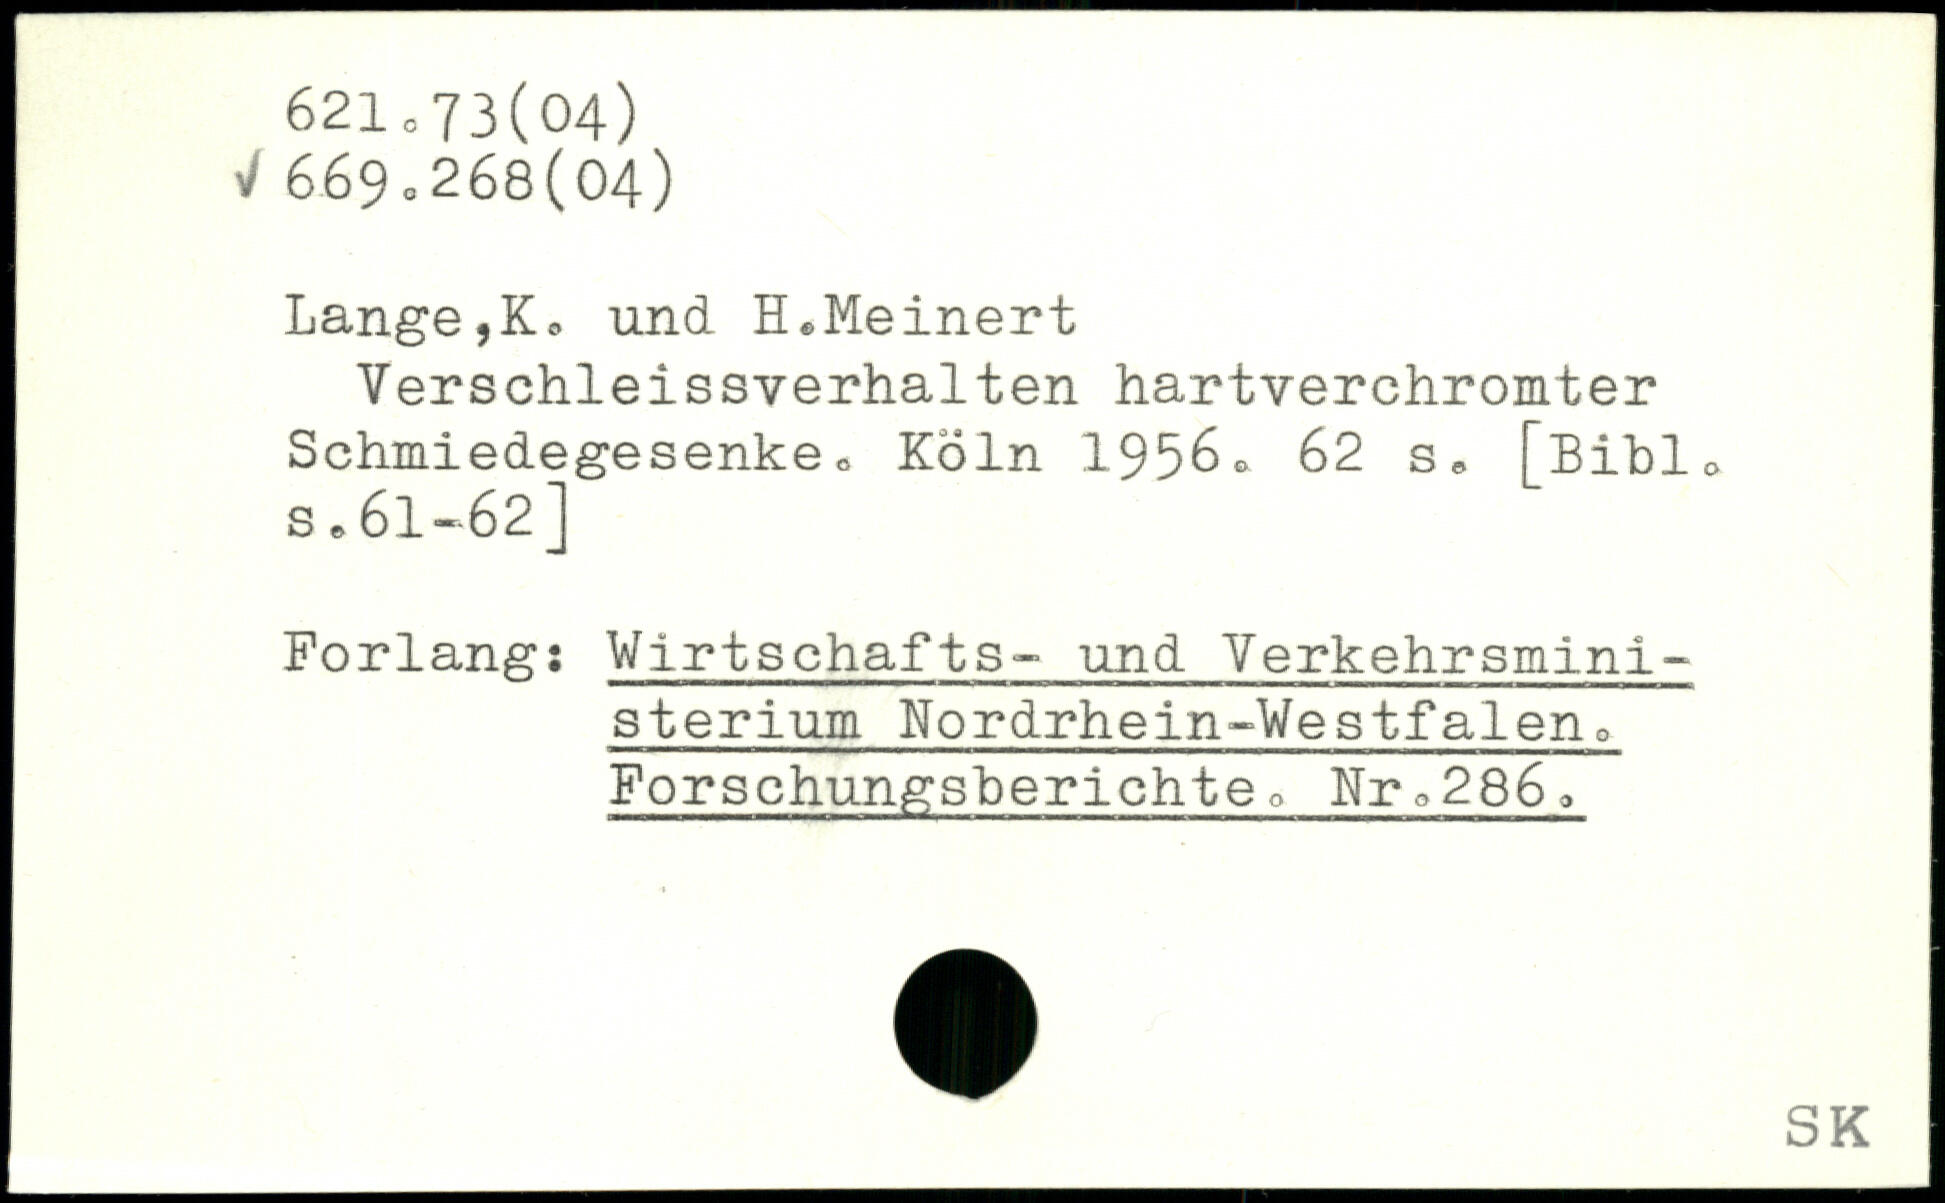 621.73(04)
✓ 669.268(04)
Lange,K. und H.Meinert
Verschleissverhalten hartverchromter
Schmiedegesenke. Köln 1956. 62 s. [Bibl.
s.61-62]
Forlang: Wirtschafts- und Verkehrsmini-
sterium Nordrhein-Westfalen.
Forschungsberichte. Nr.286.
SK